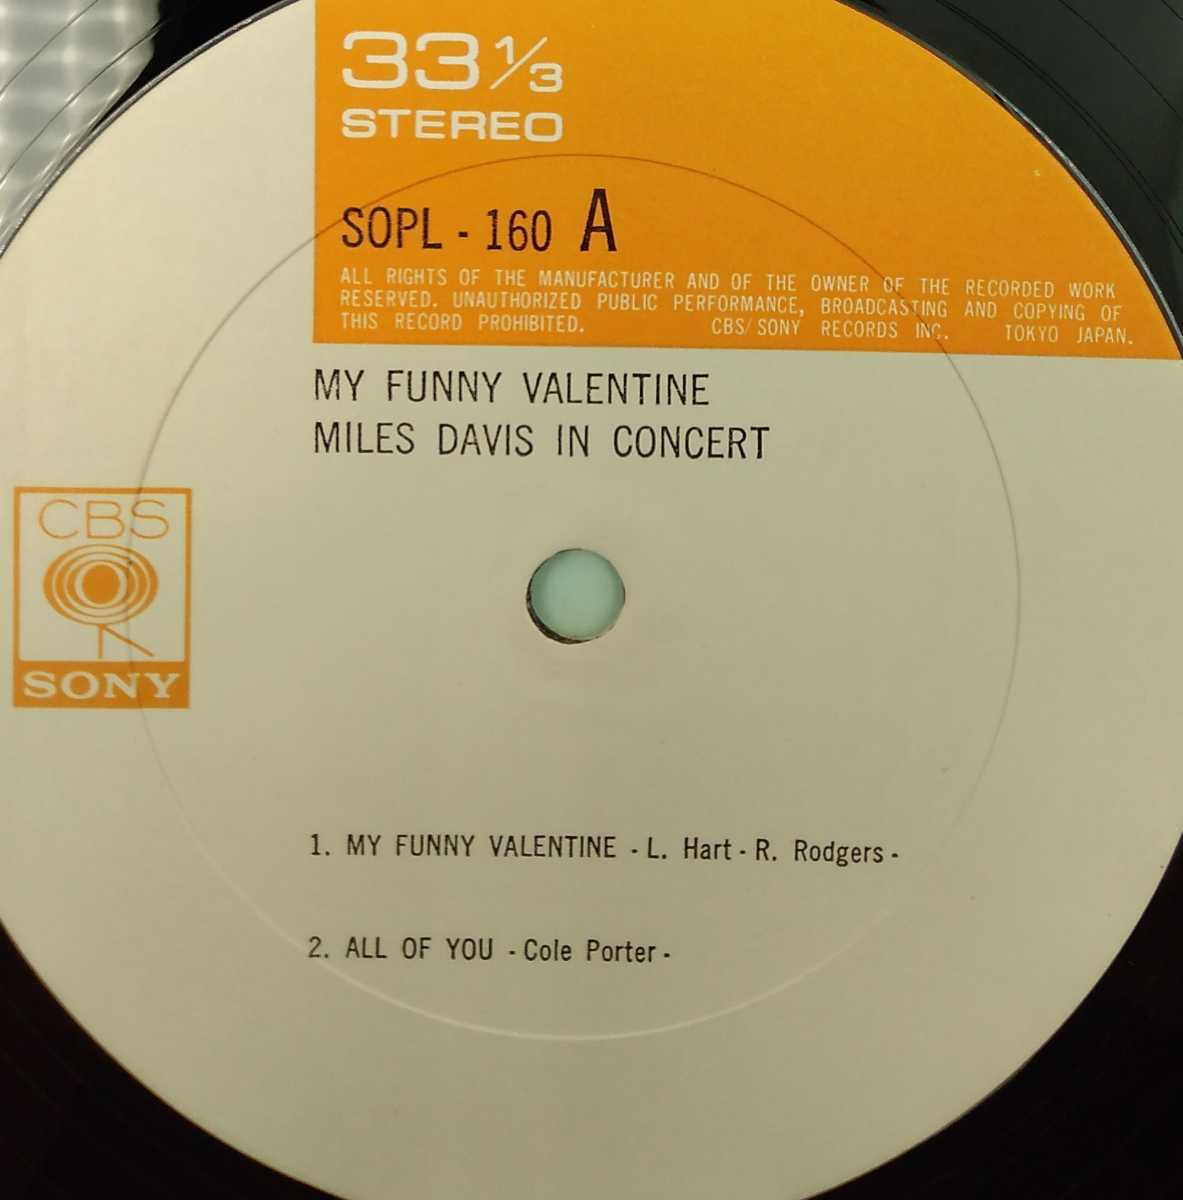 33 1/3
STEREO
SOPL - 160 A
ALL RIGHTS OF THE MANUFACTURER AND OF THE OWNER OF THE RECORDED WORK
RESERVED. UNAUTHORIZED PUBLIC PERFORMANCE, BROADCASTING AND COPYING OF
THIS RECORD PROHIBITED. CBS/SONY RECORDS INC. TOKYO JAPAN.
MY FUNNY VALENTINE
MILES DAVIS IN CONCERT
CBS
SONY
1. MY FUNNY VALENTINE - L. Hart - R. Rodgers -
2. ALL OF YOU - Cole Porter -